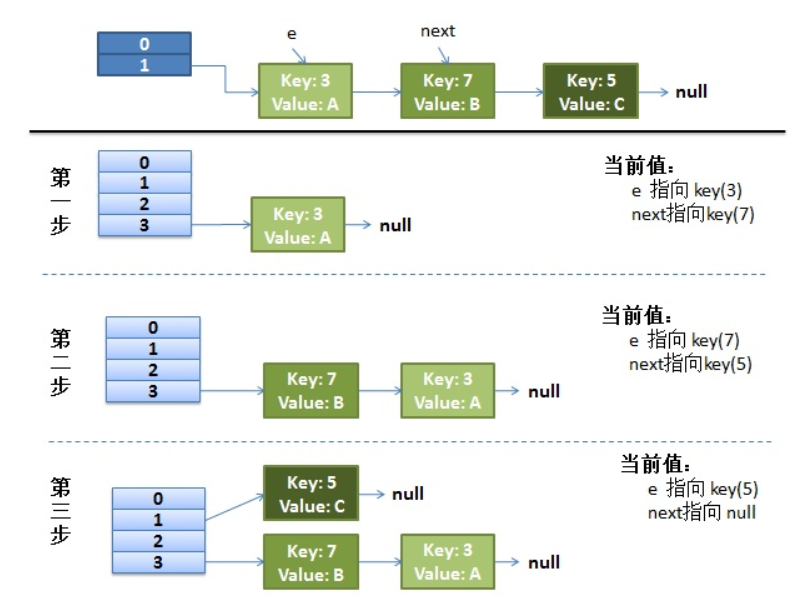 e
next
0
1
Key: 3
Value: A
Key: 7
Value: B
Key: 5
Value: C
null
第一步
0
1
2
3
Key: 3
Value: A
null
当前值：
e 指向 key(3)
next指向key(7)
第二步
0
1
2
3
Key: 7
Value: B
Key: 3
Value: A
null
当前值：
e 指向 key(7)
next指向key(5)
第三步
0
1
2
3
Key: 5
Value: C
null
Key: 7
Value: B
Key: 3
Value: A
null
当前值：
e 指向 key(5)
next指向 null